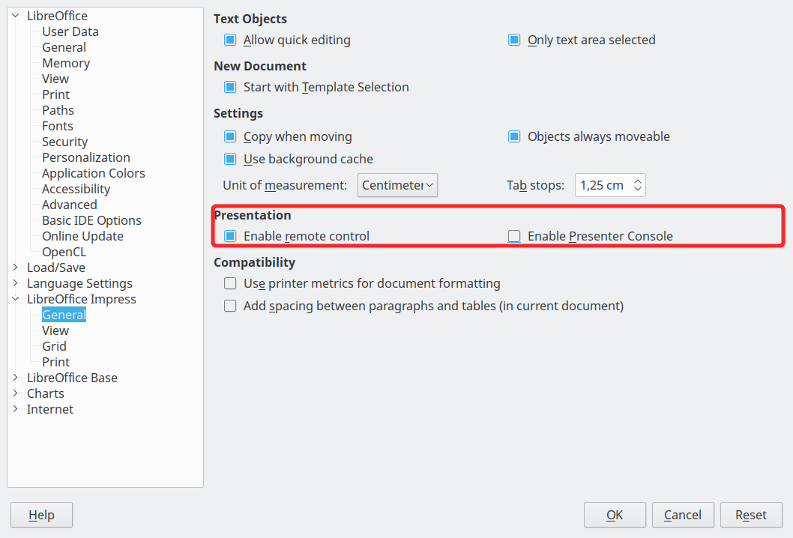 LibreOffice
User Data
General
Memory
View
Print
Paths
Fonts
Security
Personalization
Application Colors
Accessibility
Advanced
Basic IDE Options
Online Update
OpenCL
Load/Save
Language Settings
LibreOffice Impress
General
View
Grid
Print
LibreOffice Base
Charts
Internet
Text Objects
Allow quick editing
Only text area selected
New Document
Start with Template Selection
Settings
Copy when moving
Objects always moveable
Use background cache
Unit of measurement: Centimeter
Tab stops: 1,25 cm
Presentation
Enable remote control
Enable Presenter Console
Compatibility
Use printer metrics for document formatting
Add spacing between paragraphs and tables (in current document)
Help
OK
Cancel
Reset